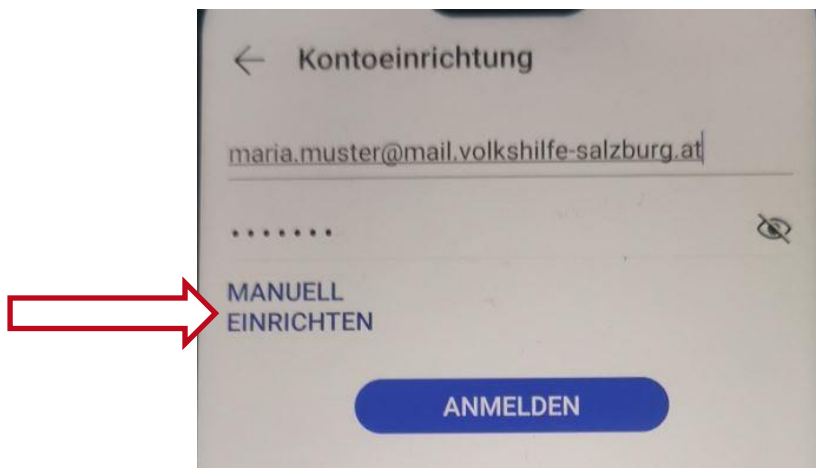 Kontoeinrichtung
maria.muster@mail.volkshilfe-salzburg.at
•••••••
MANUELL
EINRICHTEN
ANMELDEN